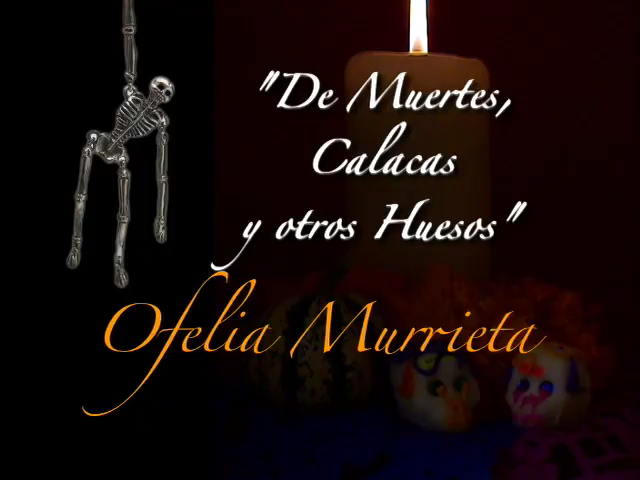 "De Muertes,
Calacas
y otros Huesos"
Ofelia Murrieta